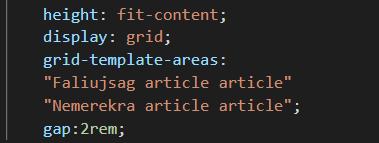 height: fit-content;
display: grid;
grid-template-areas:
"Faliujsag article article"
"Nemerekra article article";
gap:2rem;